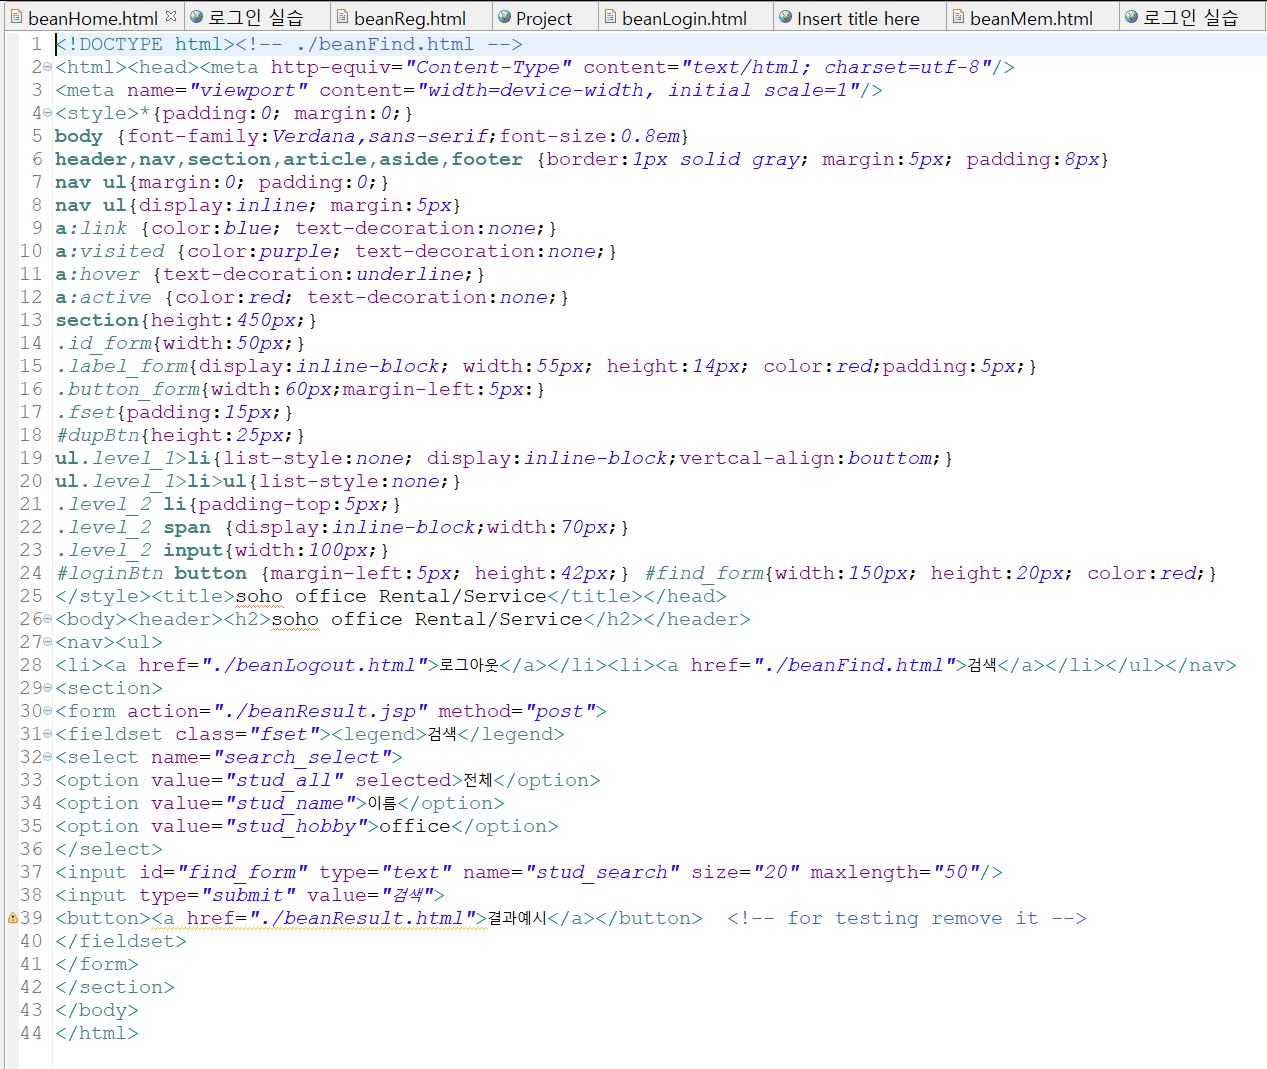 beanHome.html 로그인 실습 beanReg.html Project beanLogin.html Insert title here beanMem.html 로그인 실습
1 <!DOCTYPE html><!-- ./beanFind.html -->
2 <html><head><meta http-equiv="Content-Type" content="text/html; charset=utf-8"/>
3 <meta name="viewport" content="width=device-width, initial scale=1"/>
4 <style>*{padding:0; margin:0;}
5 body {font-family:Verdana,sans-serif;font-size:0.8em}
6 header,nav,section,article,aside,footer {border:1px solid gray; margin:5px; padding:8px}
7 nav ul{margin:0; padding:0;}
8 nav ul{display:inline; margin:5px}
9 a:link {color:blue; text-decoration:none;}
10 a:visited {color:purple; text-decoration:none;}
11 a:hover {text-decoration:underline;}
12 a:active {color:red; text-decoration:none;}
13 section{height:450px;}
14 .id_form{width:50px;}
15 .label_form{display:inline-block; width:55px; height:14px; color:red;padding:5px;}
16 .button_form{width:60px;margin-left:5px:}
17 .fset{padding:15px;}
18 #dupBtn{height:25px;}
19 ul.level_1>li{list-style:none; display:inline-block;vertcal-align:bouttom;}
20 ul.level_1>li>ul{list-style:none;}
21 .level_2 li{padding-top:5px;}
22 .level_2 span {display:inline-block;width:70px;}
23 .level_2 input{width:100px;}
24 #loginBtn button {margin-left:5px; height:42px;} #find_form{width:150px; height:20px; color:red;}
25 </style><title>soho office Rental/Service</title></head>
26 <body><header><h2>soho office Rental/Service</h2></header>
27 <nav><ul>
28 <li><a href="./beanLogout.html">로그아웃</a></li><li><a href="./beanFind.html">검색</a></li></ul></nav>
29 <section>
30 <form action="./beanResult.jsp" method="post">
31 <fieldset class="fset"><legend>검색</legend>
32 <select name="search_select">
33 <option value="stud_all" selected>전체</option>
34 <option value="stud_name">이름</option>
35 <option value="stud_hobby">office</option>
36 </select>
37 <input id="find_form" type="text" name="stud_search" size="20" maxlength="50"/>
38 <input type="submit" value="검색">
39 <button><a href="./beanResult.html">결과예시</a></button>  <!-- for testing remove it -->
40 </fieldset>
41 </form>
42 </section>
43 </body>
44 </html>